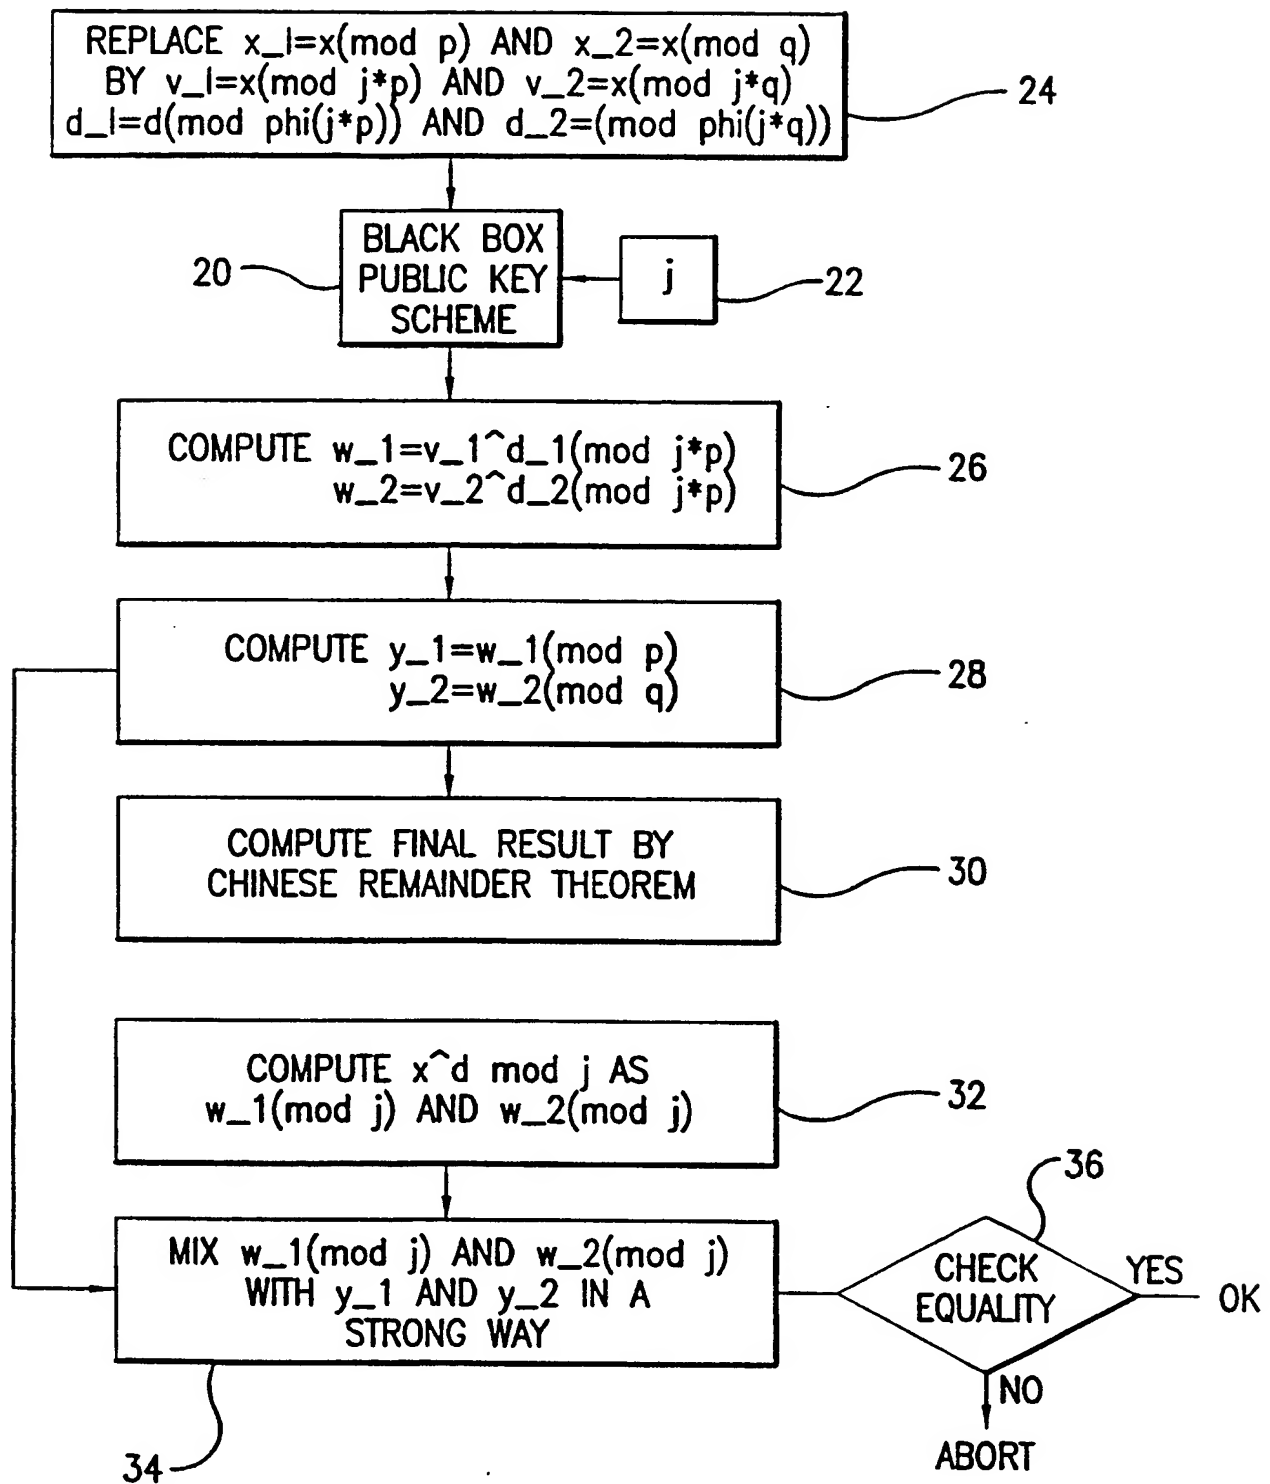 REPLACE x_l=x(mod p) AND x_2=x(mod q)
BY v_l=x(mod j*p) AND v_2=x(mod j*q)
d_l=d(mod phi(j*p)) AND d_2=(mod phi(j*q))
24
BLACK BOX
PUBLIC KEY
SCHEME
20
j
22
COMPUTE w_1=v_1^d_1(mod j*p)
w_2=v_2^d_2(mod j*p)
26
COMPUTE y_1=w_1(mod p)
y_2=w_2(mod q)
28
COMPUTE FINAL RESULT BY
CHINESE REMAINDER THEOREM
30
COMPUTE x^d mod j AS
w_1(mod j) AND w_2(mod j)
32
MIX w_1(mod j) AND w_2(mod j)
WITH y_1 AND y_2 IN A
STRONG WAY
34
36
CHECK
EQUALITY
YES
OK
NO
ABORT